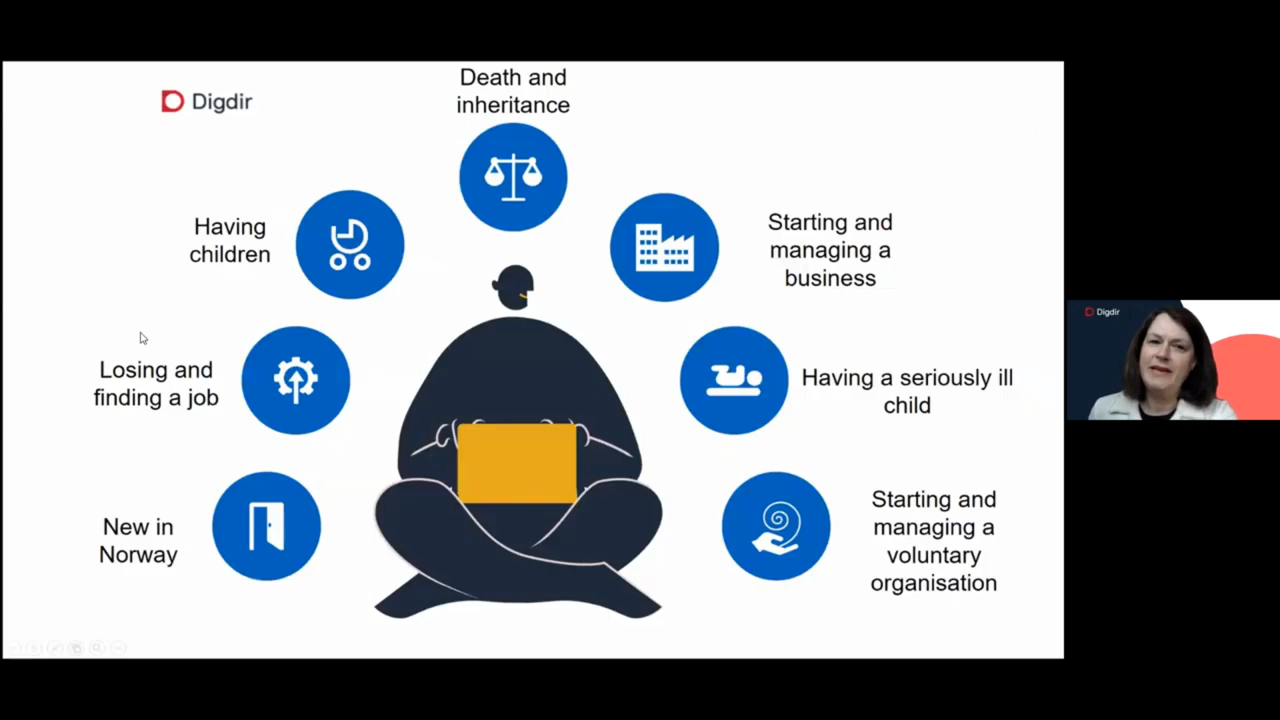 Digdir
Death and
inheritance
Having
children
Starting and
managing a
business
Losing and
finding a job
Having a seriously ill
child
New in
Norway
Starting and
managing a
voluntary
organisation
Digdir